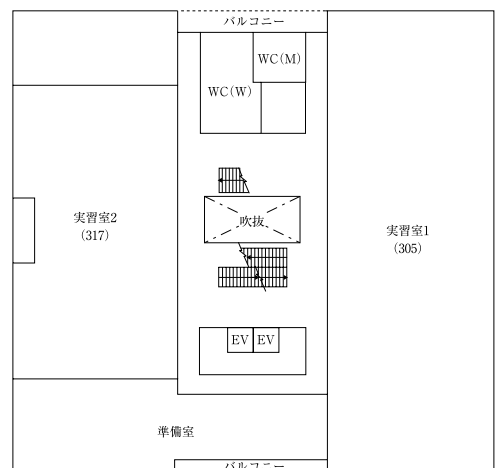 バルコニー
WC(M)
WC(W)
吹抜
実習室2
(317)
実習室1
(305)
EV
EV
準備室
バルコニー